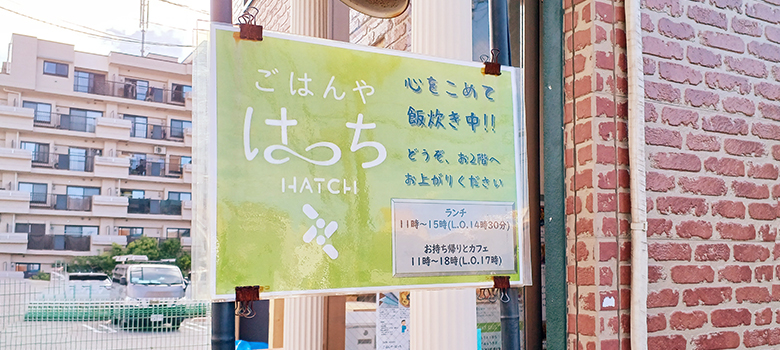 ごはんや
はっち
HATCH
心をこめて
飯炊き中!!
どうぞ、お2階へ
お上がりください
ランチ
11時〜15時(L.O.14時30分)
お持ち帰りとカフェ
11時〜18時(L.O.17時)